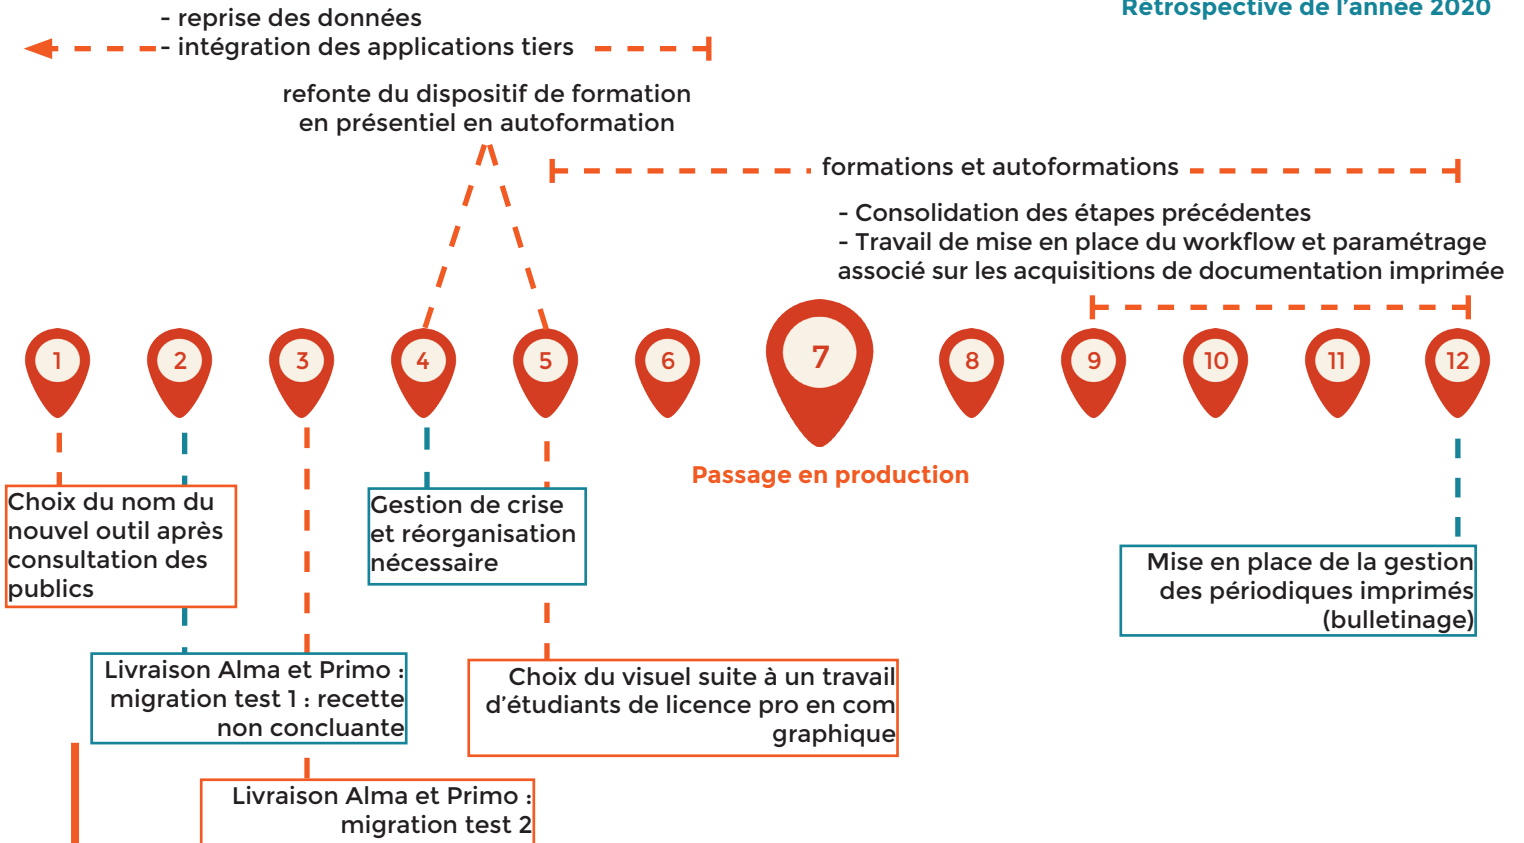 Rétrospective de l'année 2020
- reprise des données
- intégration des applications tiers
refonte du dispositif de formation
en présentiel en autoformation
formations et autoformations
- Consolidation des étapes précédentes
- Travail de mise en place du workflow et paramétrage
associé sur les acquisitions de documentation imprimée
1
2
3
4
5
6
7
8
9
10
11
12
Passage en production
Choix du nom du
nouvel outil après
consultation des
publics
Gestion de crise
et réorganisation
nécessaire
Mise en place de la gestion
des périodiques imprimés
(bulletinage)
Livraison Alma et Primo :
migration test 1 : recette
non concluante
Choix du visuel suite à un travail
d'étudiants de licence pro en com
graphique
Livraison Alma et Primo :
migration test 2